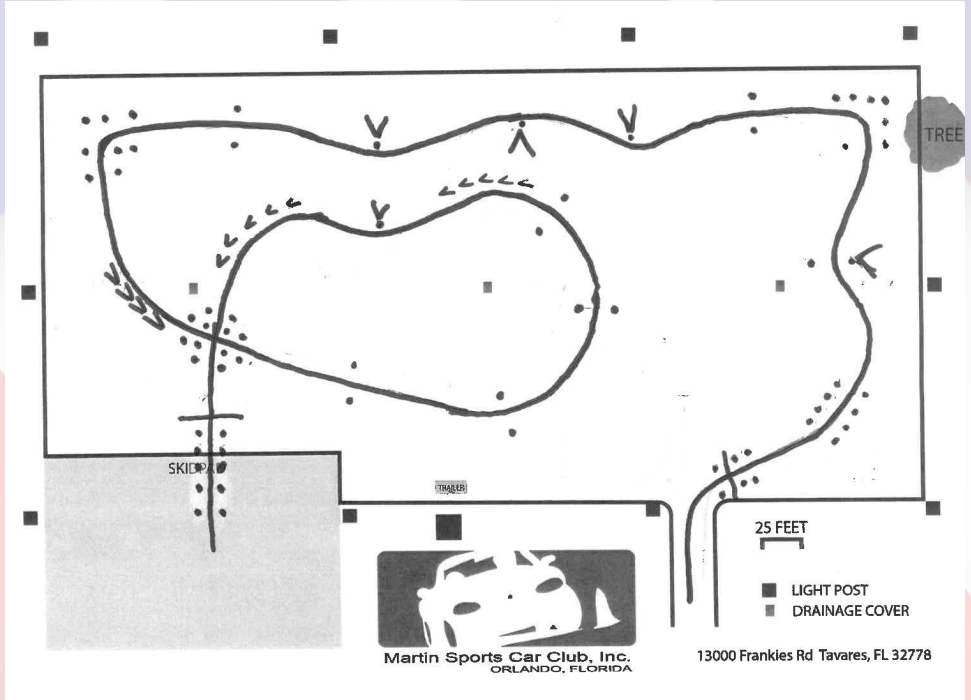 TREE
SKIDPAD
TRAILER
25 FEET
LIGHT POST
DRAINAGE COVER
Martin Sports Car Club, Inc.
ORLANDO, FLORIDA
13000 Frankies Rd Tavares, FL 32778